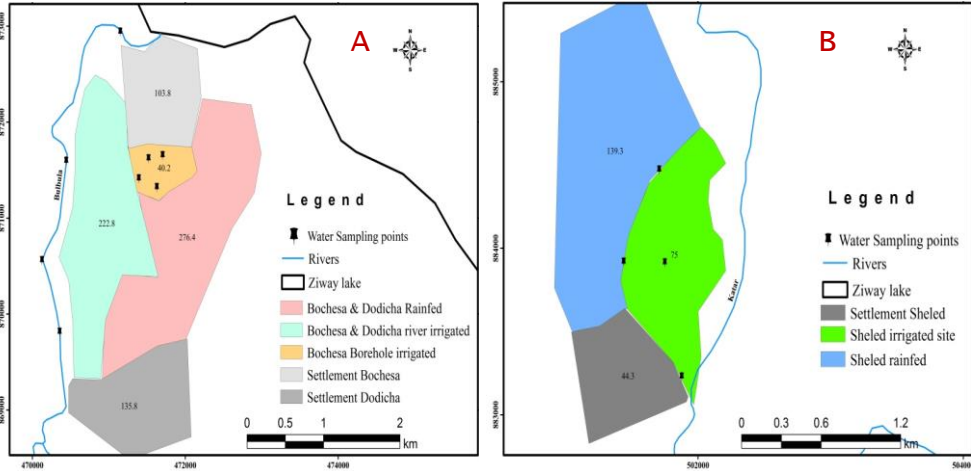 A
N
W
E
S
873000
872000
871000
870000
869000
Bulbula
103.8
40.2
222.8
276.4
135.8
Legend
Water Sampling points
Rivers
Ziway lake
Bochesa & Dodicha Rainfed
Bochesa & Dodicha river irrigated
Bochesa Borehole irrigated
Settlement Bochesa
Settlement Dodicha
0 0.5 1 2
km
470000 472000 474000
B
N
W
E
S
885000
884000
883000
139.3
75
44.3
Katar
Legend
Water Sampling points
Rivers
Ziway lake
Settlement Sheled
Sheled irrigated site
Sheled rainfed
0 0.3 0.6 1.2
km
502000 504000